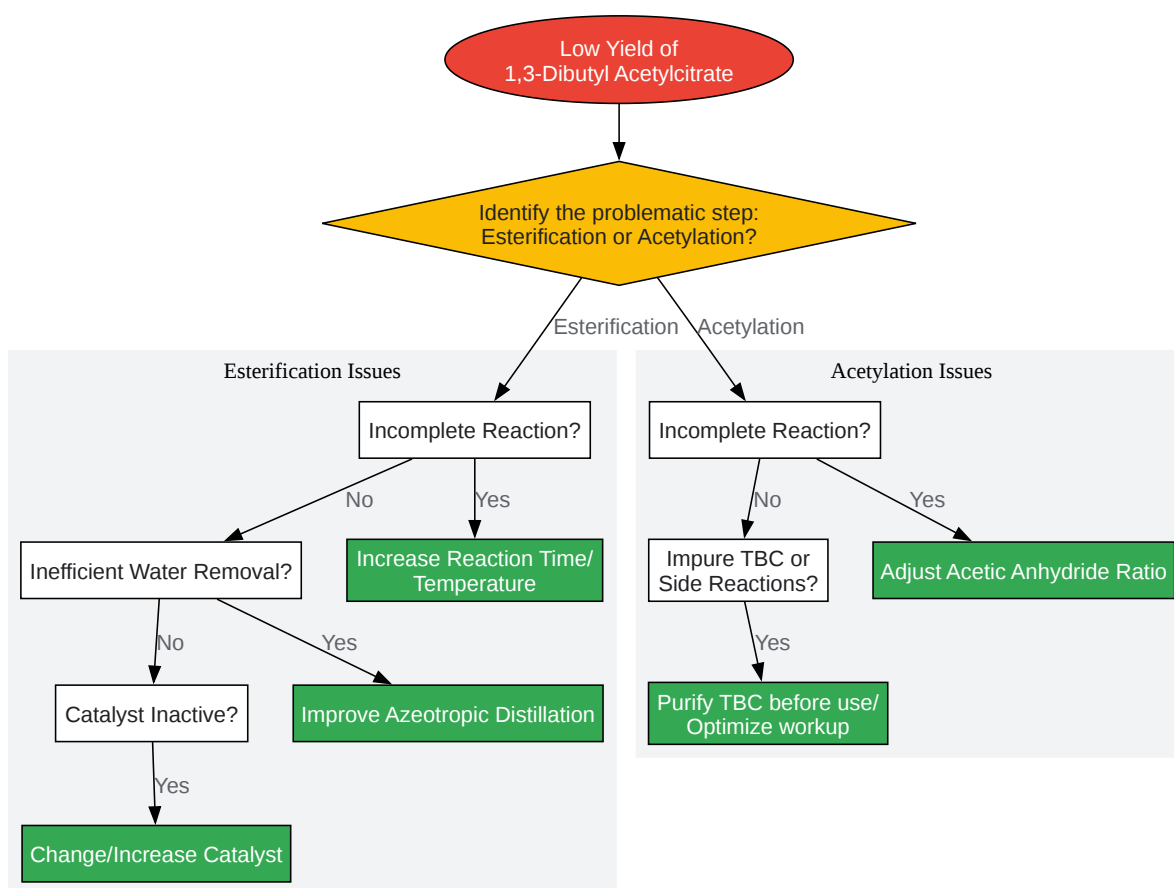 Low Yield of
1,3-Dibutyl Acetylcitrate
Identify the problematic step:
Esterification or Acetylation?
Esterification
Acetylation
Esterification Issues
Acetylation Issues
Incomplete Reaction?
Incomplete Reaction?
No
Yes
No
Yes
Inefficient Water Removal?
Increase Reaction Time/
Temperature
Impure TBC or
Side Reactions?
Adjust Acetic Anhydride Ratio
No
Yes
Yes
Catalyst Inactive?
Improve Azeotropic Distillation
Purify TBC before use/
Optimize workup
Yes
Change/Increase Catalyst